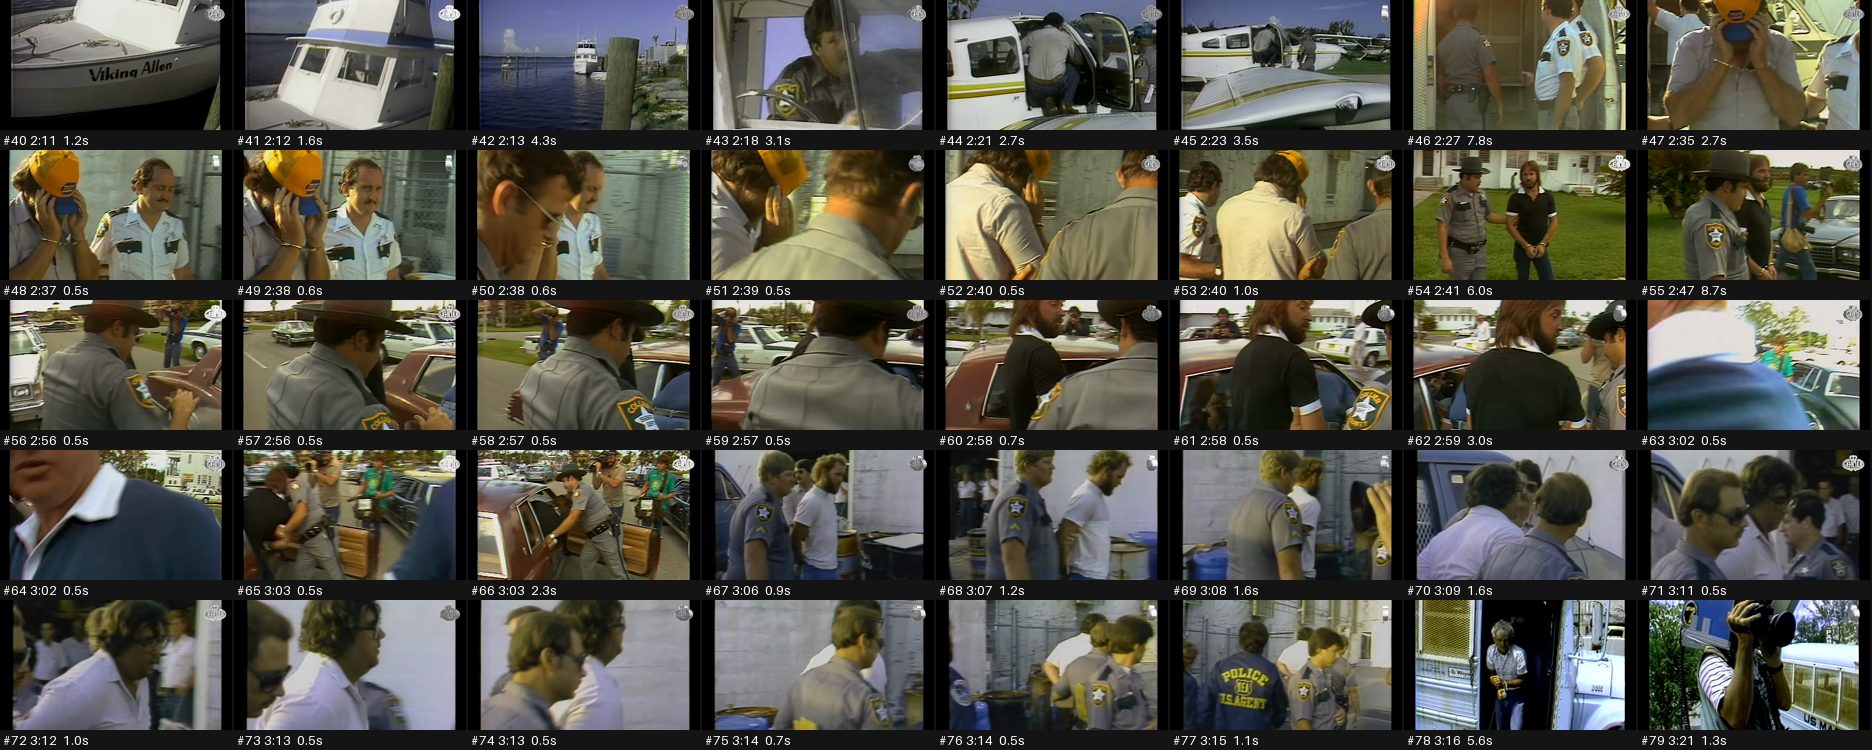 Viking Allen
#40 2:11 1.2s
#41 2:12 1.6s
#42 2:13 4.3s
#43 2:18 3.1s
#44 2:21 2.7s
#45 2:23 3.5s
#46 2:27 7.8s
#47 2:35 2.7s
#48 2:37 0.5s
#49 2:38 0.6s
#50 2:38 0.6s
#51 2:39 0.5s
#52 2:40 0.5s
#53 2:40 1.0s
#54 2:41 6.0s
#55 2:47 8.7s
COLLIER
COLLIER
#56 2:56 0.5s
#57 2:56 0.5s
#58 2:57 0.5s
#59 2:57 0.5s
#60 2:58 0.7s
#61 2:58 0.5s
#62 2:59 3.0s
#63 3:02 0.5s
#64 3:02 0.5s
#65 3:03 0.5s
#66 3:03 2.3s
#67 3:06 0.9s
#68 3:07 1.2s
#69 3:08 1.6s
#70 3:09 1.6s
#71 3:11 0.5s
POLICE
U.S. AGENT
US MA
#72 3:12 1.0s
#73 3:13 0.5s
#74 3:13 0.5s
#75 3:14 0.7s
#76 3:14 0.5s
#77 3:15 1.1s
#78 3:16 5.6s
#79 3:21 1.3s